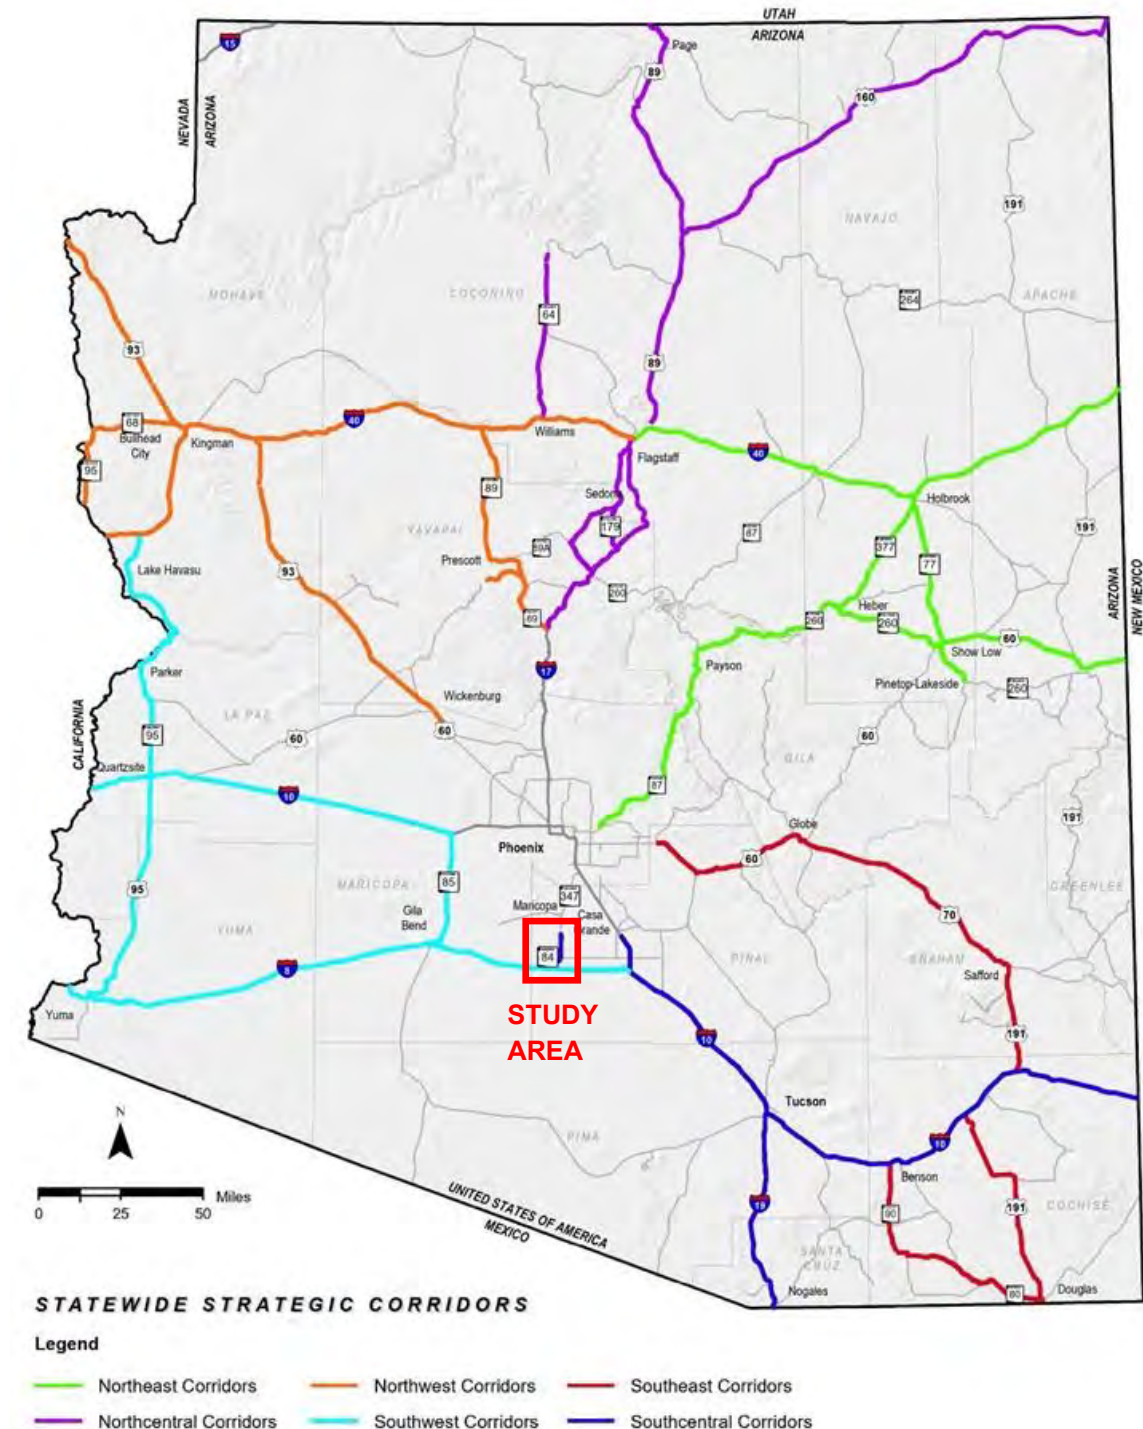 UTAH
ARIZONA
15
Page
89
160
NEVADA
ARIZONA
191
NAVAJO
MOHAVE
COCONINO
264
APACHE
64
93
89
68
Bullhead
City
Kingman
40
Williams
Flagstaff
40
95
89
Sedona
179
Holbrook
YAVAPAI
87
191
89A
377
Prescott
93
77
Lake Havasu
260
Heber
69
260
260
60
ARIZONA
NEW MEXICO
Show Low
Parker
17
Payson
Pinetop-Lakeside
260
Wickenburg
LA PAZ
CALIFORNIA
95
60
60
60
GILA
Quartzsite
10
87
191
Globe
Phoenix
60
MARICOPA
85
95
347
GREENLEE
Maricopa
Casa
Grande
Gila
Bend
70
YUMA
84
PINAL
GRAHAM
8
Safford
Yuma
STUDY
AREA
191
10
Tucson
N
PIMA
10
Benson
0 25 50 Miles
UNITED STATES OF AMERICA
MEXICO
19
90
191
COCHISE
SANTA
CRUZ
Nogales
80
Douglas
STATEWIDE STRATEGIC CORRIDORS
Legend
Northeast Corridors Northwest Corridors Southeast Corridors
Northcentral Corridors Southwest Corridors Southcentral Corridors